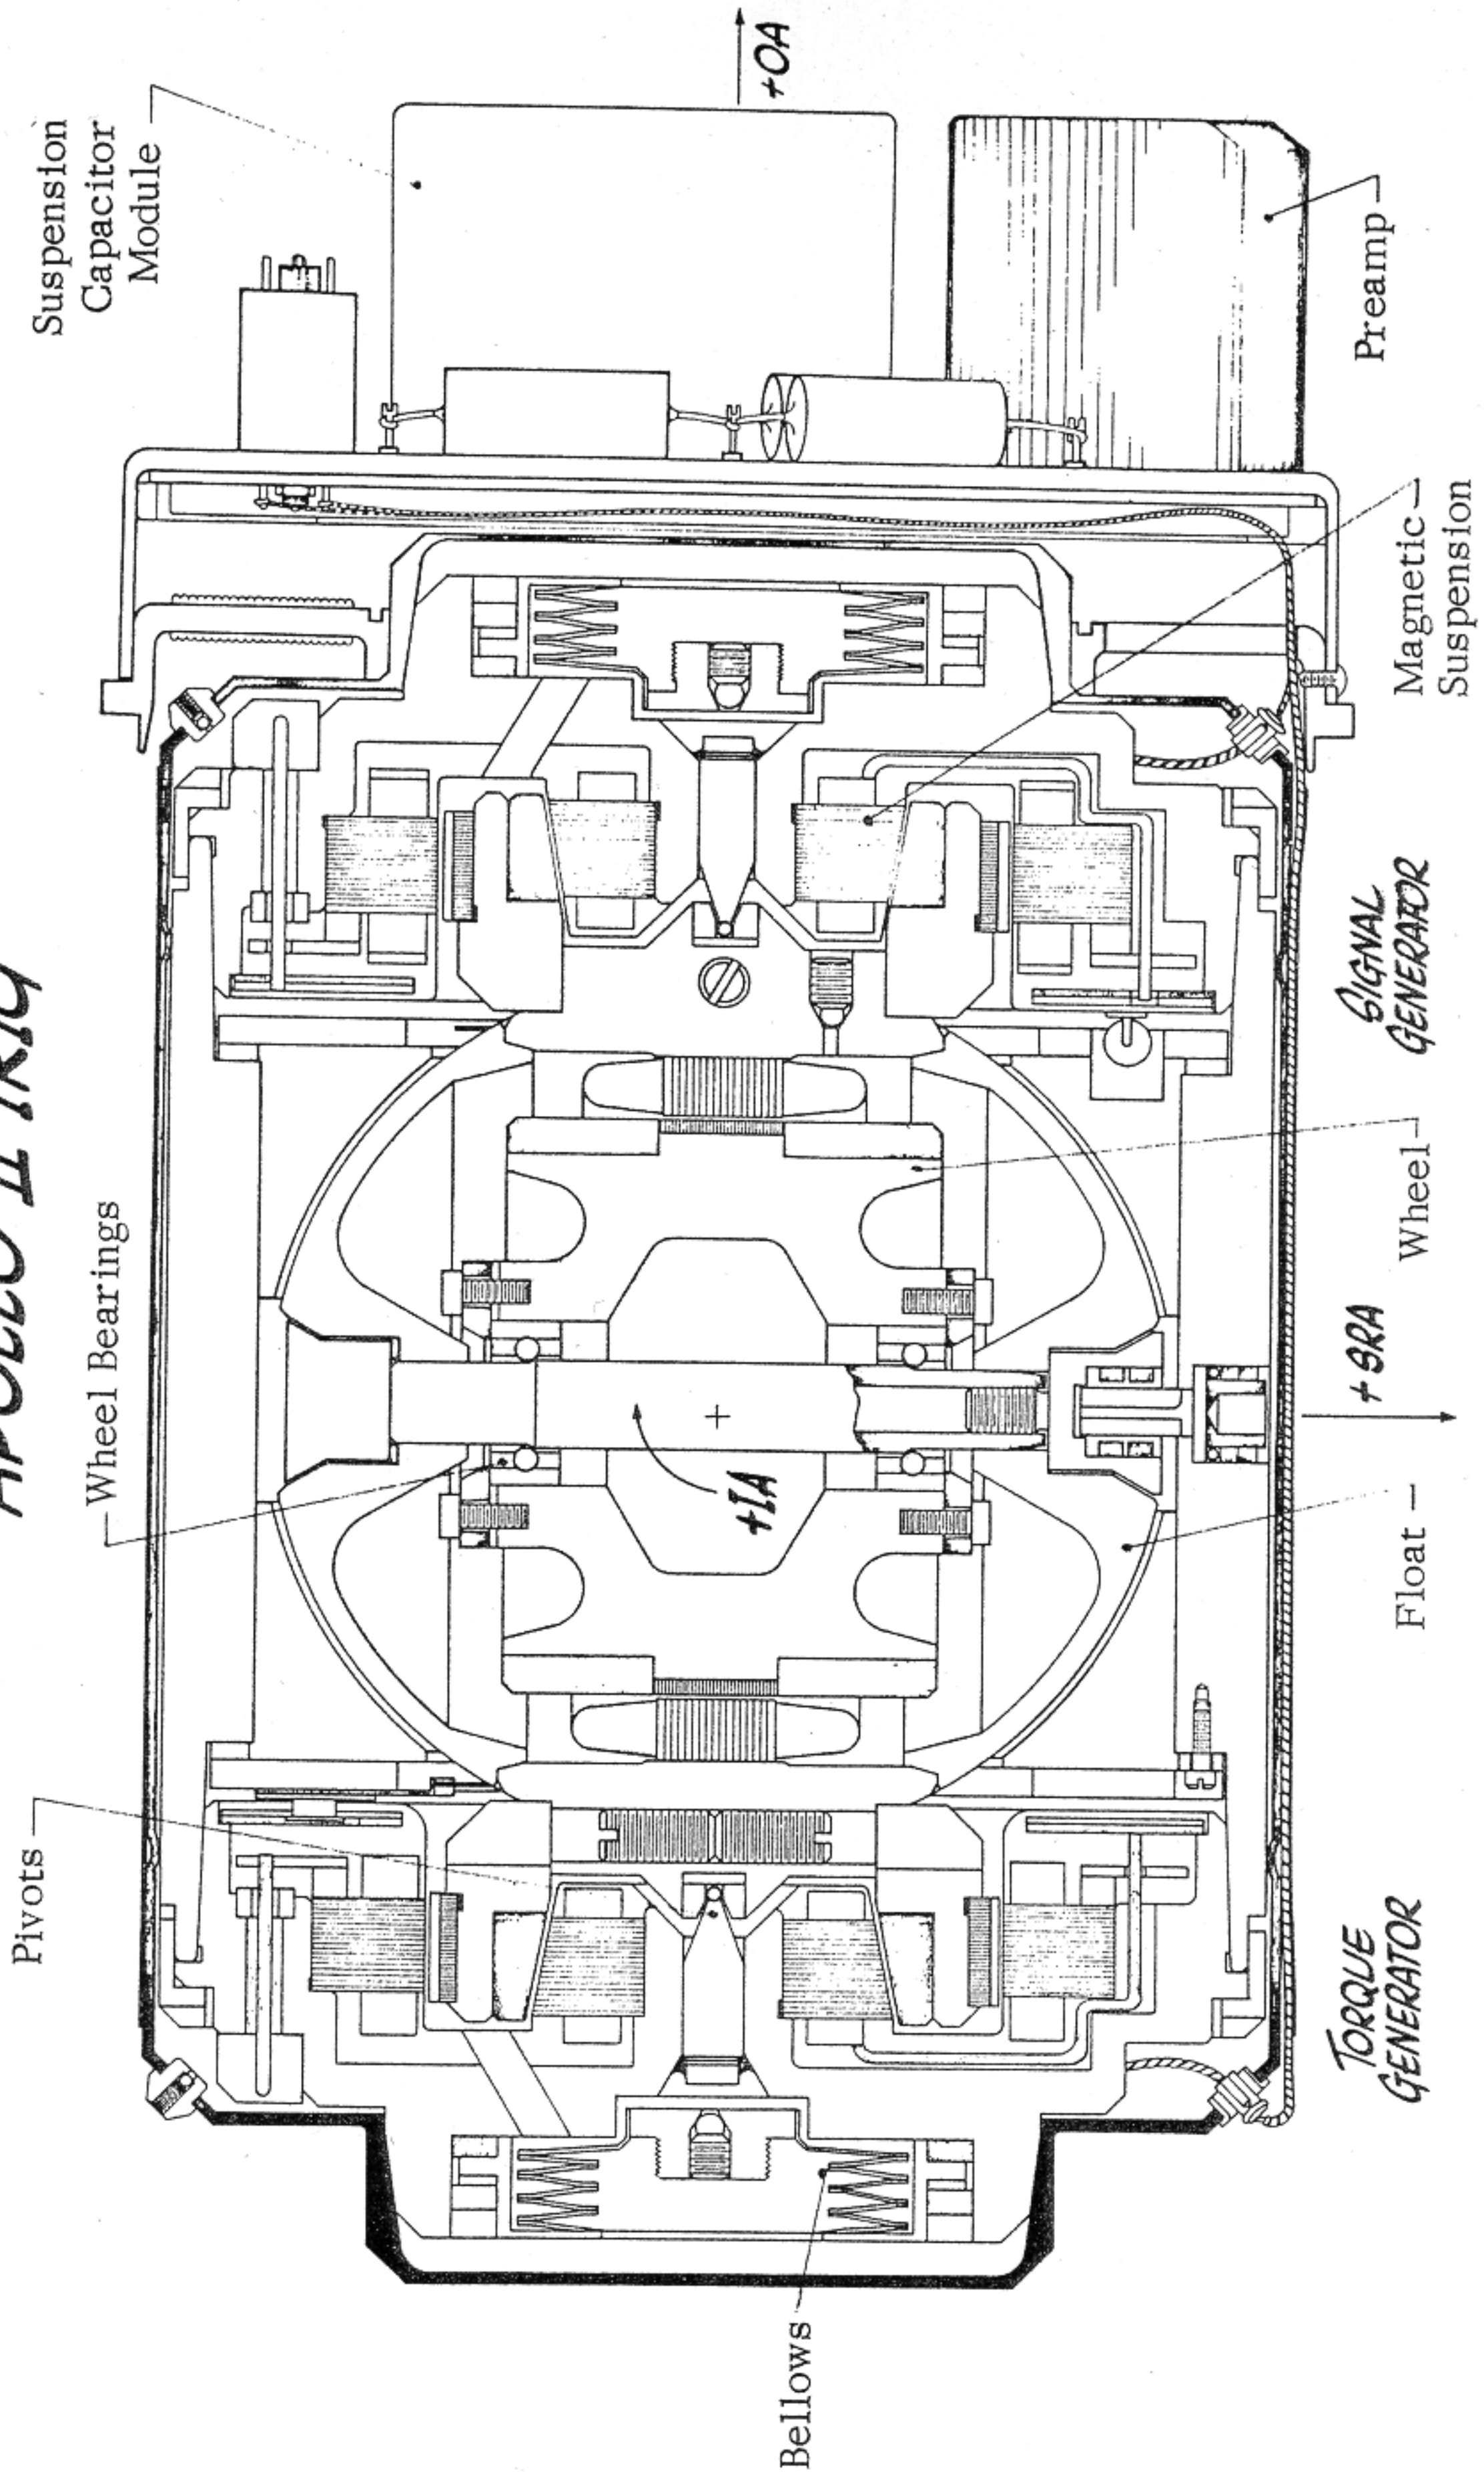 APOLLO II IRIG
Pivots
Wheel Bearings
Suspension
Capacitor
Module
+IA
+OA
+SRA
Bellows
TORQUE
GENERATOR
Float
Wheel
SIGNAL
GENERATOR
Magnetic
Suspension
Preamp